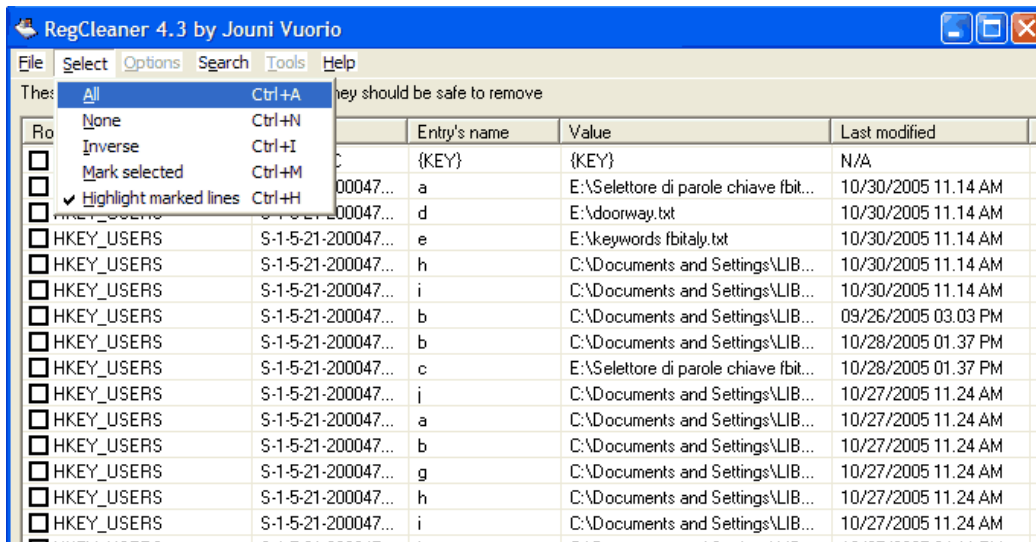 RegCleaner 4.3 by Jouni Vuorio
File Select Options Search Tools Help
All Ctrl+A hey should be safe to remove
None Ctrl+N Entry's name Value Last modified
Inverse Ctrl+I {KEY} {KEY} N/A
Mark selected Ctrl+M 00047... a E:\Selettore di parole chiave fbit... 10/30/2005 11.14 AM
Highlight marked lines Ctrl+H 00047... d E:\doorway.txt 10/30/2005 11.14 AM
HKEY_USERS S-1-5-21-200047... e E:\keywords fbitaly.txt 10/30/2005 11.14 AM
HKEY_USERS S-1-5-21-200047... h C:\Documents and Settings\LIB... 10/30/2005 11.14 AM
HKEY_USERS S-1-5-21-200047... i C:\Documents and Settings\LIB... 10/30/2005 11.14 AM
HKEY_USERS S-1-5-21-200047... b C:\Documents and Settings\LIB... 09/26/2005 03.03 PM
HKEY_USERS S-1-5-21-200047... b C:\Documents and Settings\LIB... 10/28/2005 01.37 PM
HKEY_USERS S-1-5-21-200047... c E:\Selettore di parole chiave fbit... 10/28/2005 01.37 PM
HKEY_USERS S-1-5-21-200047... j C:\Documents and Settings\LIB... 10/27/2005 11.24 AM
HKEY_USERS S-1-5-21-200047... a C:\Documents and Settings\LIB... 10/27/2005 11.24 AM
HKEY_USERS S-1-5-21-200047... b C:\Documents and Settings\LIB... 10/27/2005 11.24 AM
HKEY_USERS S-1-5-21-200047... g C:\Documents and Settings\LIB... 10/27/2005 11.24 AM
HKEY_USERS S-1-5-21-200047... h C:\Documents and Settings\LIB... 10/27/2005 11.24 AM
HKEY_USERS S-1-5-21-200047... i C:\Documents and Settings\LIB... 10/27/2005 11.24 AM